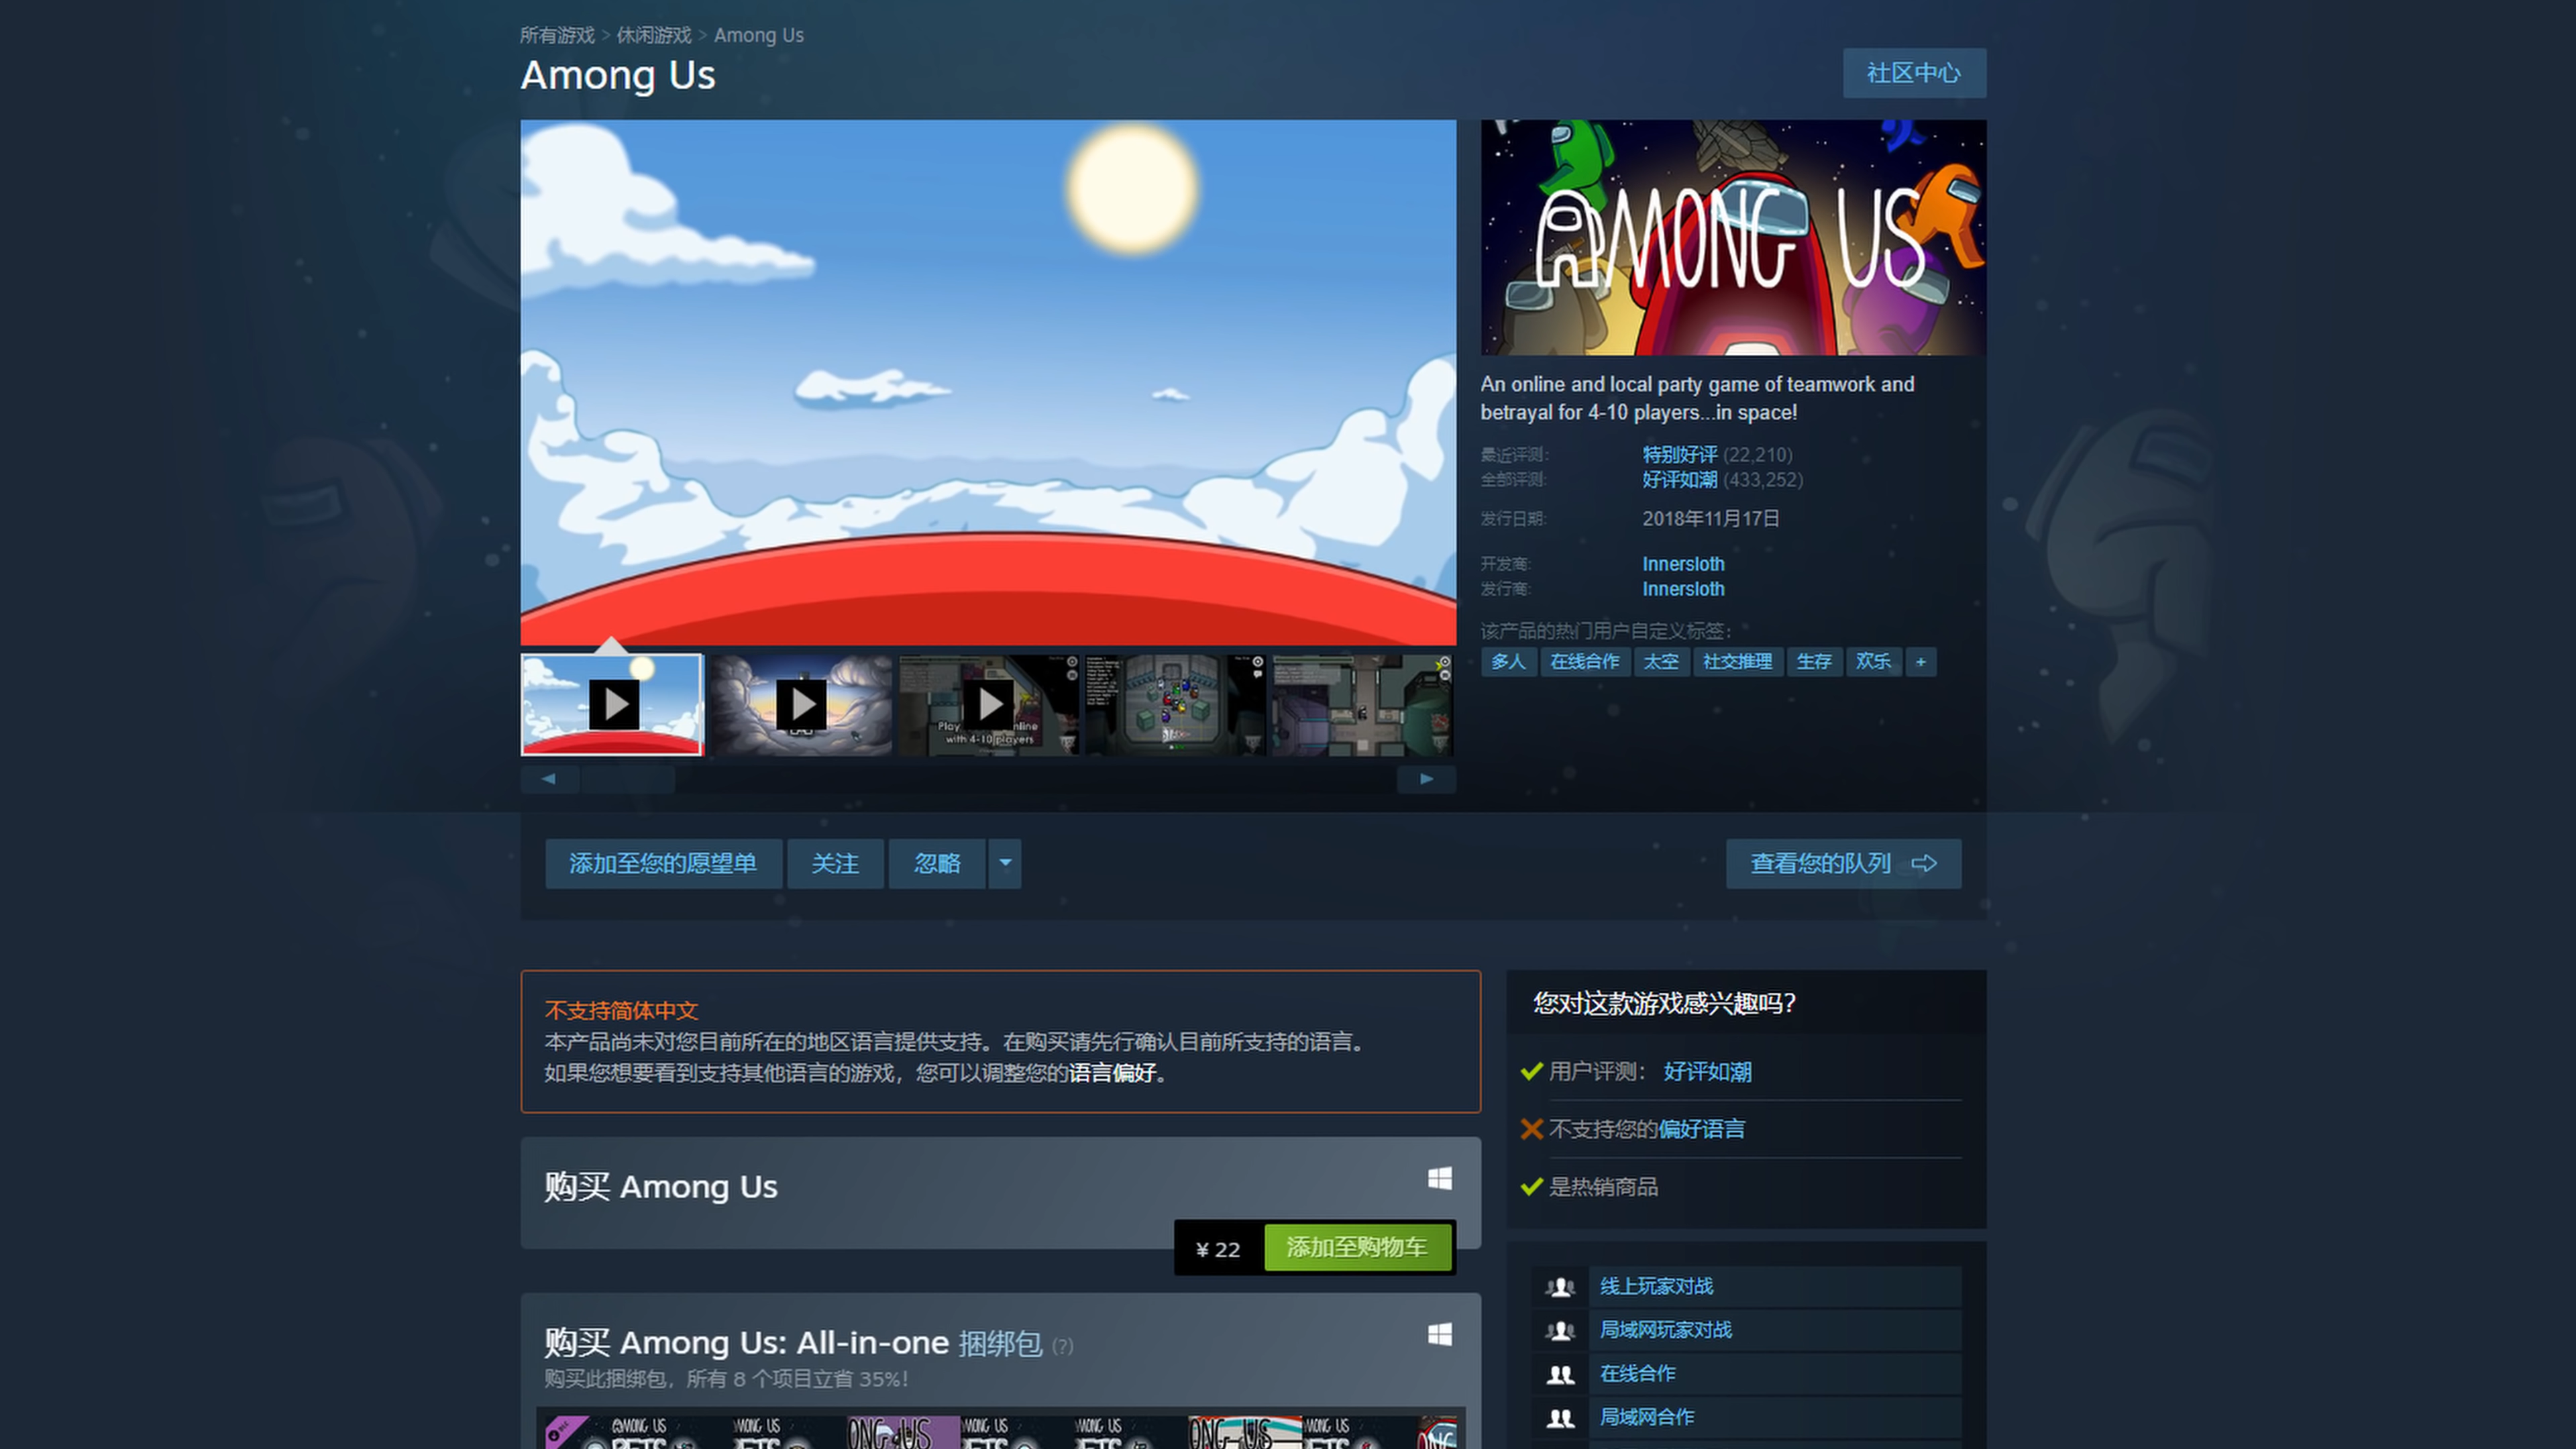 所有游戏 > 休闲游戏 > Among Us
Among Us
社区中心
AMONG US
An online and local party game of teamwork and
betrayal for 4-10 players...in space!
最近评测:
特别好评 (22,210)
全部评测:
好评如潮 (433,252)
发行日期:
2018年11月17日
开发商:
Innersloth
发行商:
Innersloth
该产品的热门用户自定义标签:
多人
在线合作
太空
社交推理
生存
欢乐
+
with 4-10 players
添加至您的愿望单
关注
忽略
查看您的队列
不支持简体中文
本产品尚未对您目前所在的地区语言提供支持。在购买请先行确认目前所支持的语言。
如果您想要看到支持其他语言的游戏，您可以调整您的语言偏好。
您对这款游戏感兴趣吗?
用户评测： 好评如潮
不支持您的偏好语言
是热销商品
购买 Among Us
¥ 22
添加至购物车
购买 Among Us: All-in-one 捆绑包 (?)
购买此捆绑包，所有 8 个项目立省 35%！
线上玩家对战
局域网玩家对战
在线合作
局域网合作